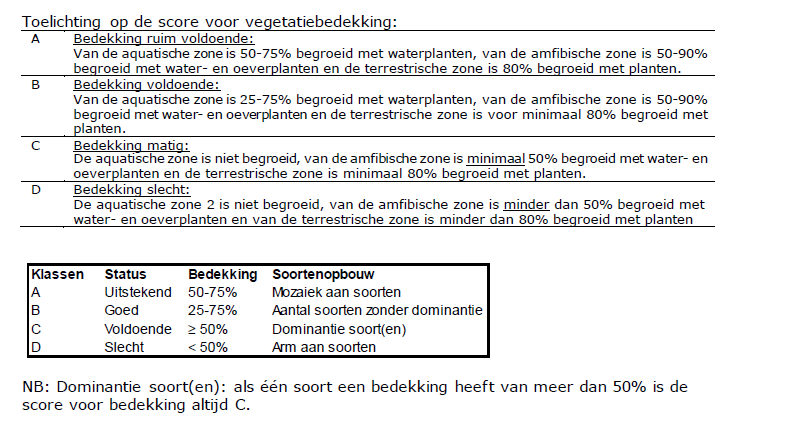 Toelichting op de score voor vegetatiebedekking:
A Bedekking ruim voldoende:
Van de aquatische zone is 50-75% begroeid met waterplanten, van de amfibische zone is 50-90%
begroeid met water- en oeverplanten en de terrestrische zone is 80% begroeid met planten.
B Bedekking voldoende:
Van de aquatische zone is 25-75% begroeid met waterplanten, van de amfibische zone is 50-90%
begroeid met water- en oeverplanten en de terrestrische zone is voor minimaal 80% begroeid met
planten.
C Bedekking matig:
De aquatische zone is niet begroeid, van de amfibische zone is minimaal 50% begroeid met water- en
oeverplanten en de terrestrische zone is minimaal 80% begroeid met planten.
D Bedekking slecht:
De aquatische zone 2 is niet begroeid, van de amfibische zone is minder dan 50% begroeid met
water- en oeverplanten en van de terrestrische zone is minder dan 80% begroeid met planten
Klassen Status Bedekking Soortenopbouw
A Uitstekend 50-75% Mozaiek aan soorten
B Goed 25-75% Aantal soorten zonder dominantie
C Voldoende ≥ 50% Dominantie soort(en)
D Slecht < 50% Arm aan soorten
NB: Dominantie soort(en): als één soort een bedekking heeft van meer dan 50% is de
score voor bedekking altijd C.